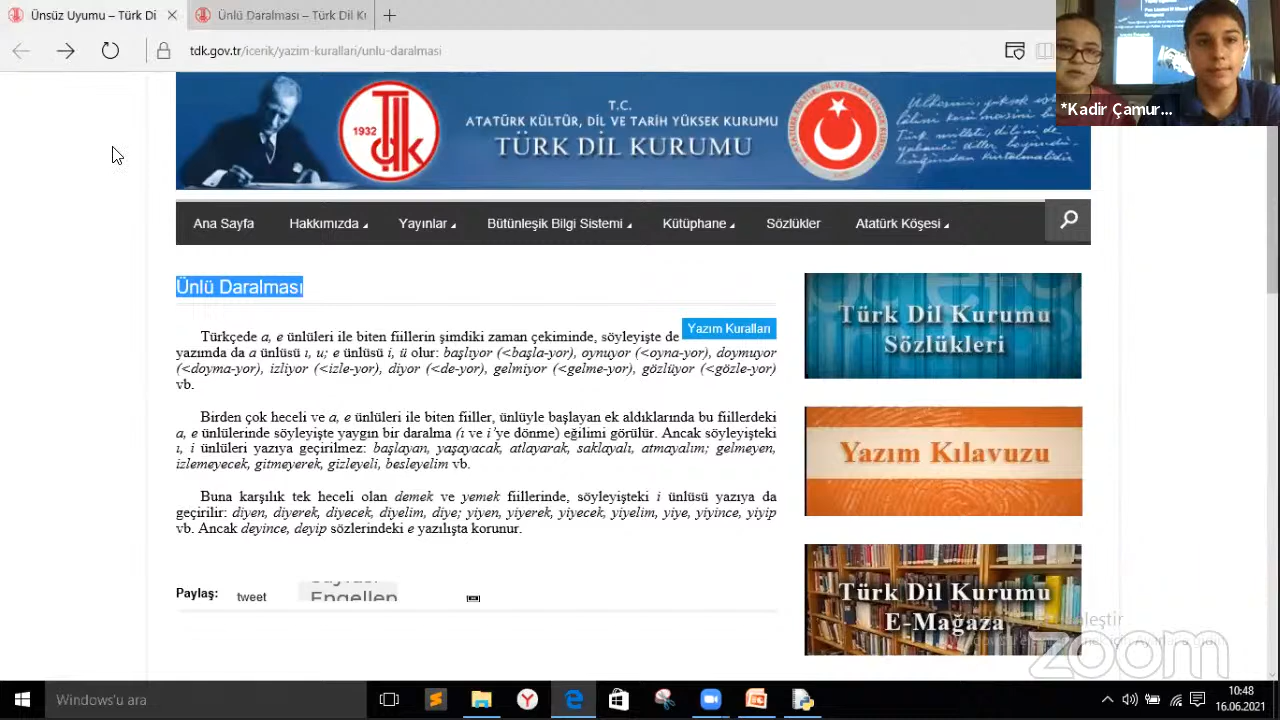 Ünsüz Uyumu – Türk Di
Ünlü Daralması – Türk Dil K
tdk.gov.tr/icerik/yazim-kurallari/unlu-daralmasi
*Kadir Çamur...
1932
T.C.
ATATÜRK KÜLTÜR, DİL VE TARİH YÜKSEK KURUMU
TÜRK DİL KURUMU
Ana Sayfa Hakkımızda Yayınlar Bütünleşik Bilgi Sistemi Kütüphane Sözlükler Atatürk Köşesi
Ünlü Daralması
Yazım Kuralları
Türkçede a, e ünlüleri ile biten fiillerin şimdiki zaman çekiminde, söyleyişte de
yazımda da a ünlüsü ı, u; e ünlüsü i, ü olur: başlıyor (<başla-yor), oynuyor (<oyna-yor), doymuyor
(<doyma-yor), izliyor (<izle-yor), diyor (<de-yor), gelmiyor (<gelme-yor), gözlüyor (<gözle-yor)
vb.
Birden çok heceli ve a, e ünlüleri ile biten fiiller, ünlüyle başlayan ek aldıklarında bu fiillerdeki
a, e ünlülerinde söyleyişte yaygın bir daralma (ı ve i'ye dönme) eğilimi görülür. Ancak söyleyişteki
ı, i ünlüleri yazıya geçirilmez: başlayan, yaşayacak, atlayarak, saklayalı, atmayalım; gelmeyen,
izlemeyecek, gitmeyerek, gizleyeli, besleyelim vb.
Buna karşılık tek heceli olan demek ve yemek fiillerinde, söyleyişteki i ünlüsü yazıya da
geçirilir: diyen, diyerek, diyecek, diyelim, diye; yiyen, yiyerek, yiyecek, yiyelim, yiye, yiyince, yiyip
vb. Ancak deyince, deyip sözlerindeki e yazılışta korunur.
Paylaş: tweet Engellen
Türk Dil Kurumu
Sözlükleri
Yazım Kılavuzu
Türk Dil Kurumu
E-Mağaza
zoom
Windows'u ara
10:48
16.06.2021